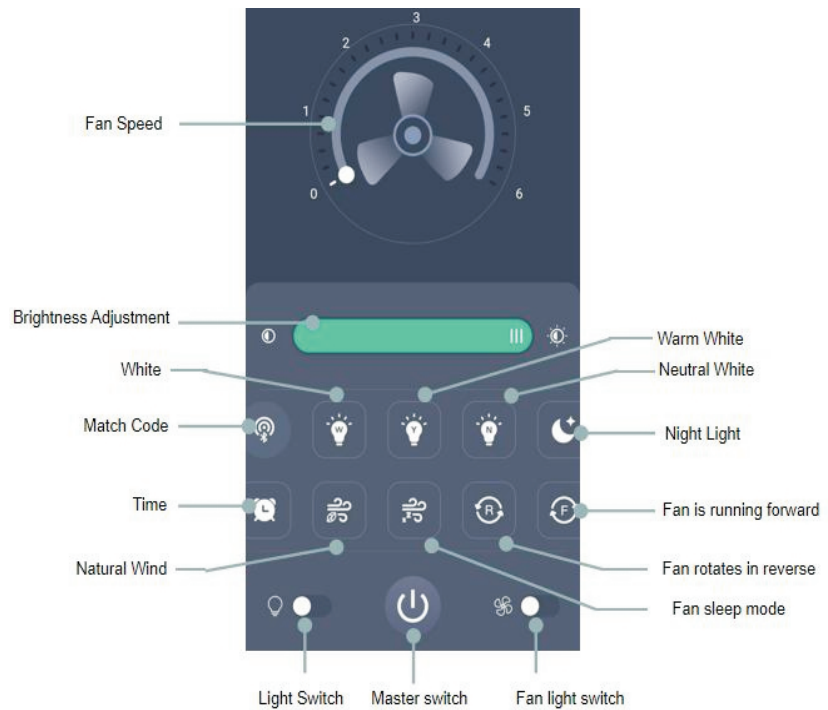 3
2
4
Fan Speed
1
5
0
6
Brightness Adjustment
Warm White
White
Neutral White
Match Code
W
Y
N
Night Light
Time
R
F
Fan is running forward
Natural Wind
Fan rotates in reverse
Fan sleep mode
Light Switch
Master switch
Fan light switch